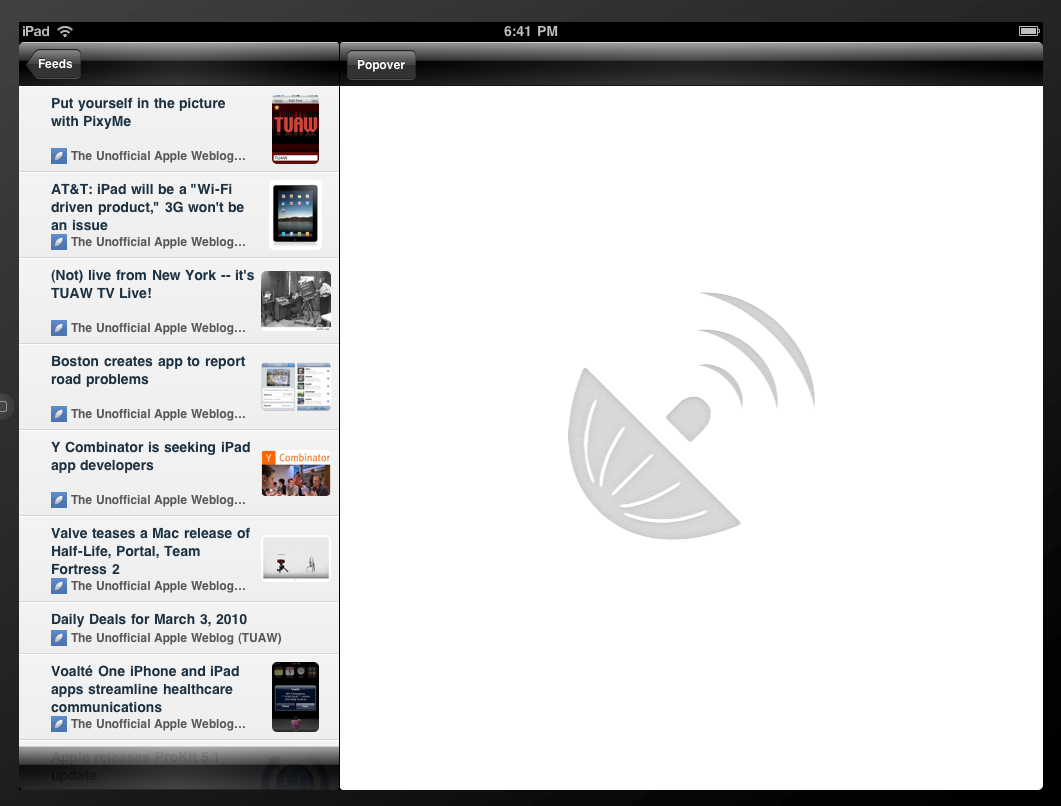 iPad
6:41 PM
Feeds
Popover
Put yourself in the picture
with PixyMe
The Unofficial Apple Weblog...
TUAW
TUAW
AT&T: iPad will be a "Wi-Fi
driven product," 3G won't be
an issue
The Unofficial Apple Weblog...
(Not) live from New York -- it's
TUAW TV Live!
The Unofficial Apple Weblog...
Boston creates app to report
road problems
The Unofficial Apple Weblog...
Y Combinator is seeking iPad
app developers
Y Combinator
The Unofficial Apple Weblog...
Valve teases a Mac release of
Half-Life, Portal, Team
Fortress 2
The Unofficial Apple Weblog...
Daily Deals for March 3, 2010
The Unofficial Apple Weblog (TUAW)
Voalté One iPhone and iPad
apps streamline healthcare
communications
The Unofficial Apple Weblog...
Apple releases ProKit 5.1
update